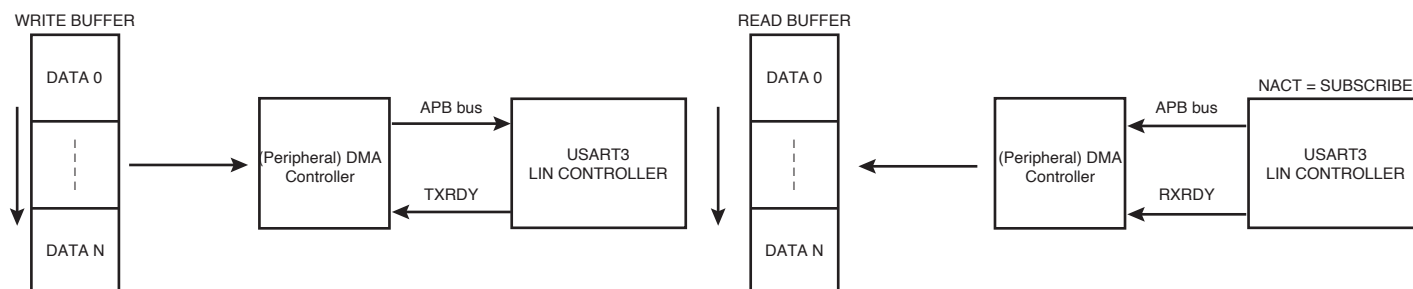 WRITE BUFFER
DATA 0
DATA N
(Peripheral) DMA
Controller
APB bus
TXRDY
USART3
LIN CONTROLLER
READ BUFFER
DATA 0
DATA N
(Peripheral) DMA
Controller
APB bus
RXRDY
NACT = SUBSCRIBE
USART3
LIN CONTROLLER